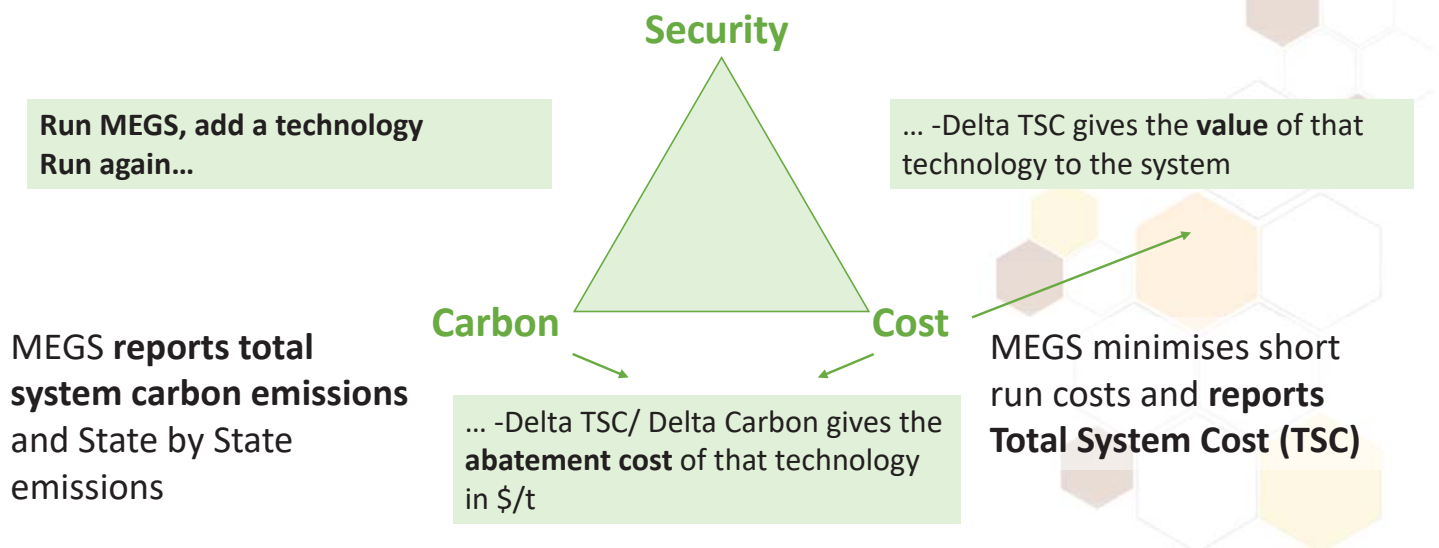 Security
Run MEGS, add a technology
Run again…
… -Delta TSC gives the value of that
technology to the system
Carbon
Cost
MEGS reports total
system carbon emissions
and State by State
emissions
… -Delta TSC/ Delta Carbon gives the
abatement cost of that technology
in $/t
MEGS minimises short
run costs and reports
Total System Cost (TSC)